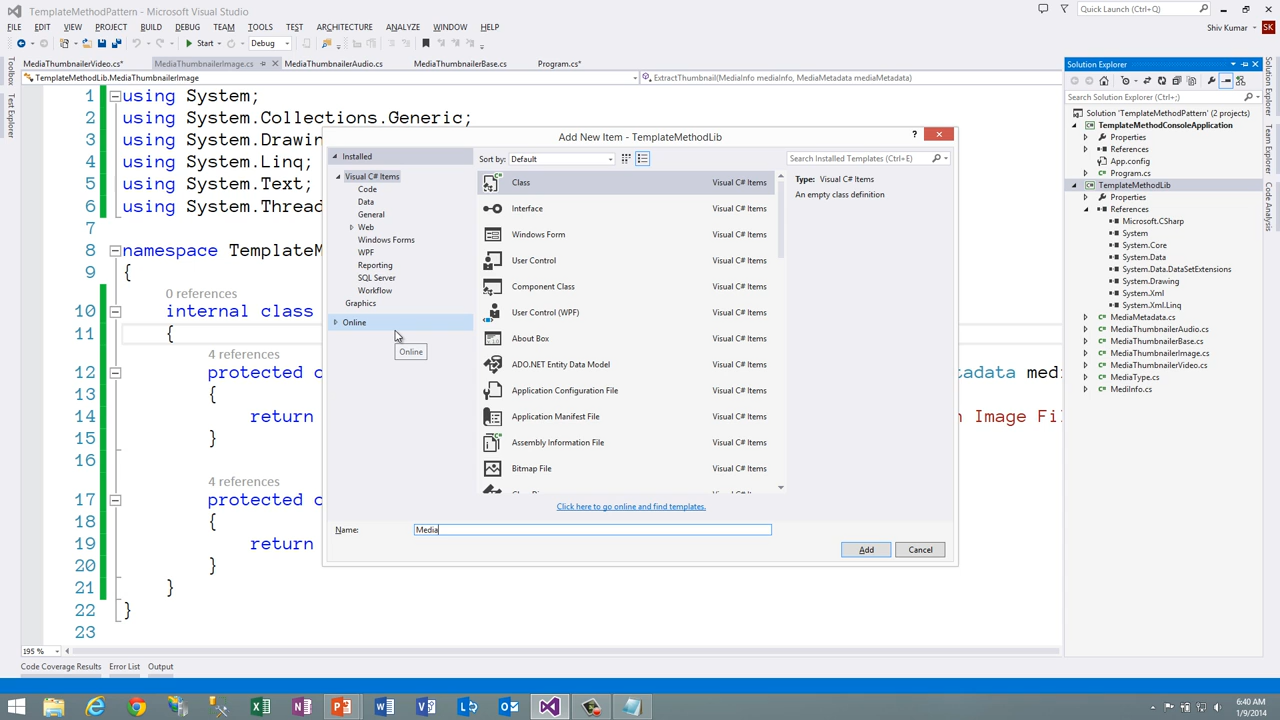 TemplateMethodPattern - Microsoft Visual Studio
Quick Launch (Ctrl+Q)
FILE EDIT VIEW PROJECT BUILD DEBUG TEAM TOOLS TEST ARCHITECTURE ANALYZE WINDOW HELP
Shiv Kumar SK
Start Debug
MediaThumbnailerVideo.cs* MediaThumbnailerImage.cs MediaThumbnailerAudio.cs MediaThumbnailerBase.cs Program.cs*
TemplateMethodLib.MediaThumbnailerImage ExtractThumbnail(MediaInfo mediaInfo, MediaMetadata mediaMetadata)
Toolbox
Test Explorer
1 using System;
2 using System.Collections.Generic;
3 using System.Drawin
4 using System.Linq;
5 using System.Text;
6 using System.Thread
8 namespace TemplateM
9 {
0 references
10 internal class
11 {
4 references
12 protected o tadata medi
13 {
14 return n Image Fi
15 }
16
4 references
17 protected o
18 {
19 return
20 }
21 }
22 }
23
195 %
Add New Item - TemplateMethodLib
? ×
Installed
Visual C# Items
Code
Data
General
Web
Windows Forms
WPF
Reporting
SQL Server
Workflow
Graphics
Online
Online
Sort by: Default
Search Installed Templates (Ctrl+E)
Class Visual C# Items
Interface Visual C# Items
Windows Form Visual C# Items
User Control Visual C# Items
Component Class Visual C# Items
User Control (WPF) Visual C# Items
About Box Visual C# Items
ADO.NET Entity Data Model Visual C# Items
Application Configuration File Visual C# Items
Application Manifest File Visual C# Items
Assembly Information File Visual C# Items
Bitmap File Visual C# Items
Type: Visual C# Items
An empty class definition
Click here to go online and find templates.
Name: Media
Add Cancel
Solution Explorer
Search Solution Explorer (Ctrl+;)
Solution 'TemplateMethodPattern' (2 projects)
TemplateMethodConsoleApplication
Properties
References
App.config
Program.cs
TemplateMethodLib
Properties
References
Microsoft.CSharp
System
System.Core
System.Data
System.Data.DataSetExtensions
System.Drawing
System.Xml
System.Xml.Linq
MediaMetadata.cs
MediaThumbnailerAudio.cs
MediaThumbnailerBase.cs
MediaThumbnailerImage.cs
MediaThumbnailerVideo.cs
MediaType.cs
MediInfo.cs
Solution Explorer
Team Explorer
Code Analysis
Code Coverage Results Error List Output
6:40 AM
1/9/2014